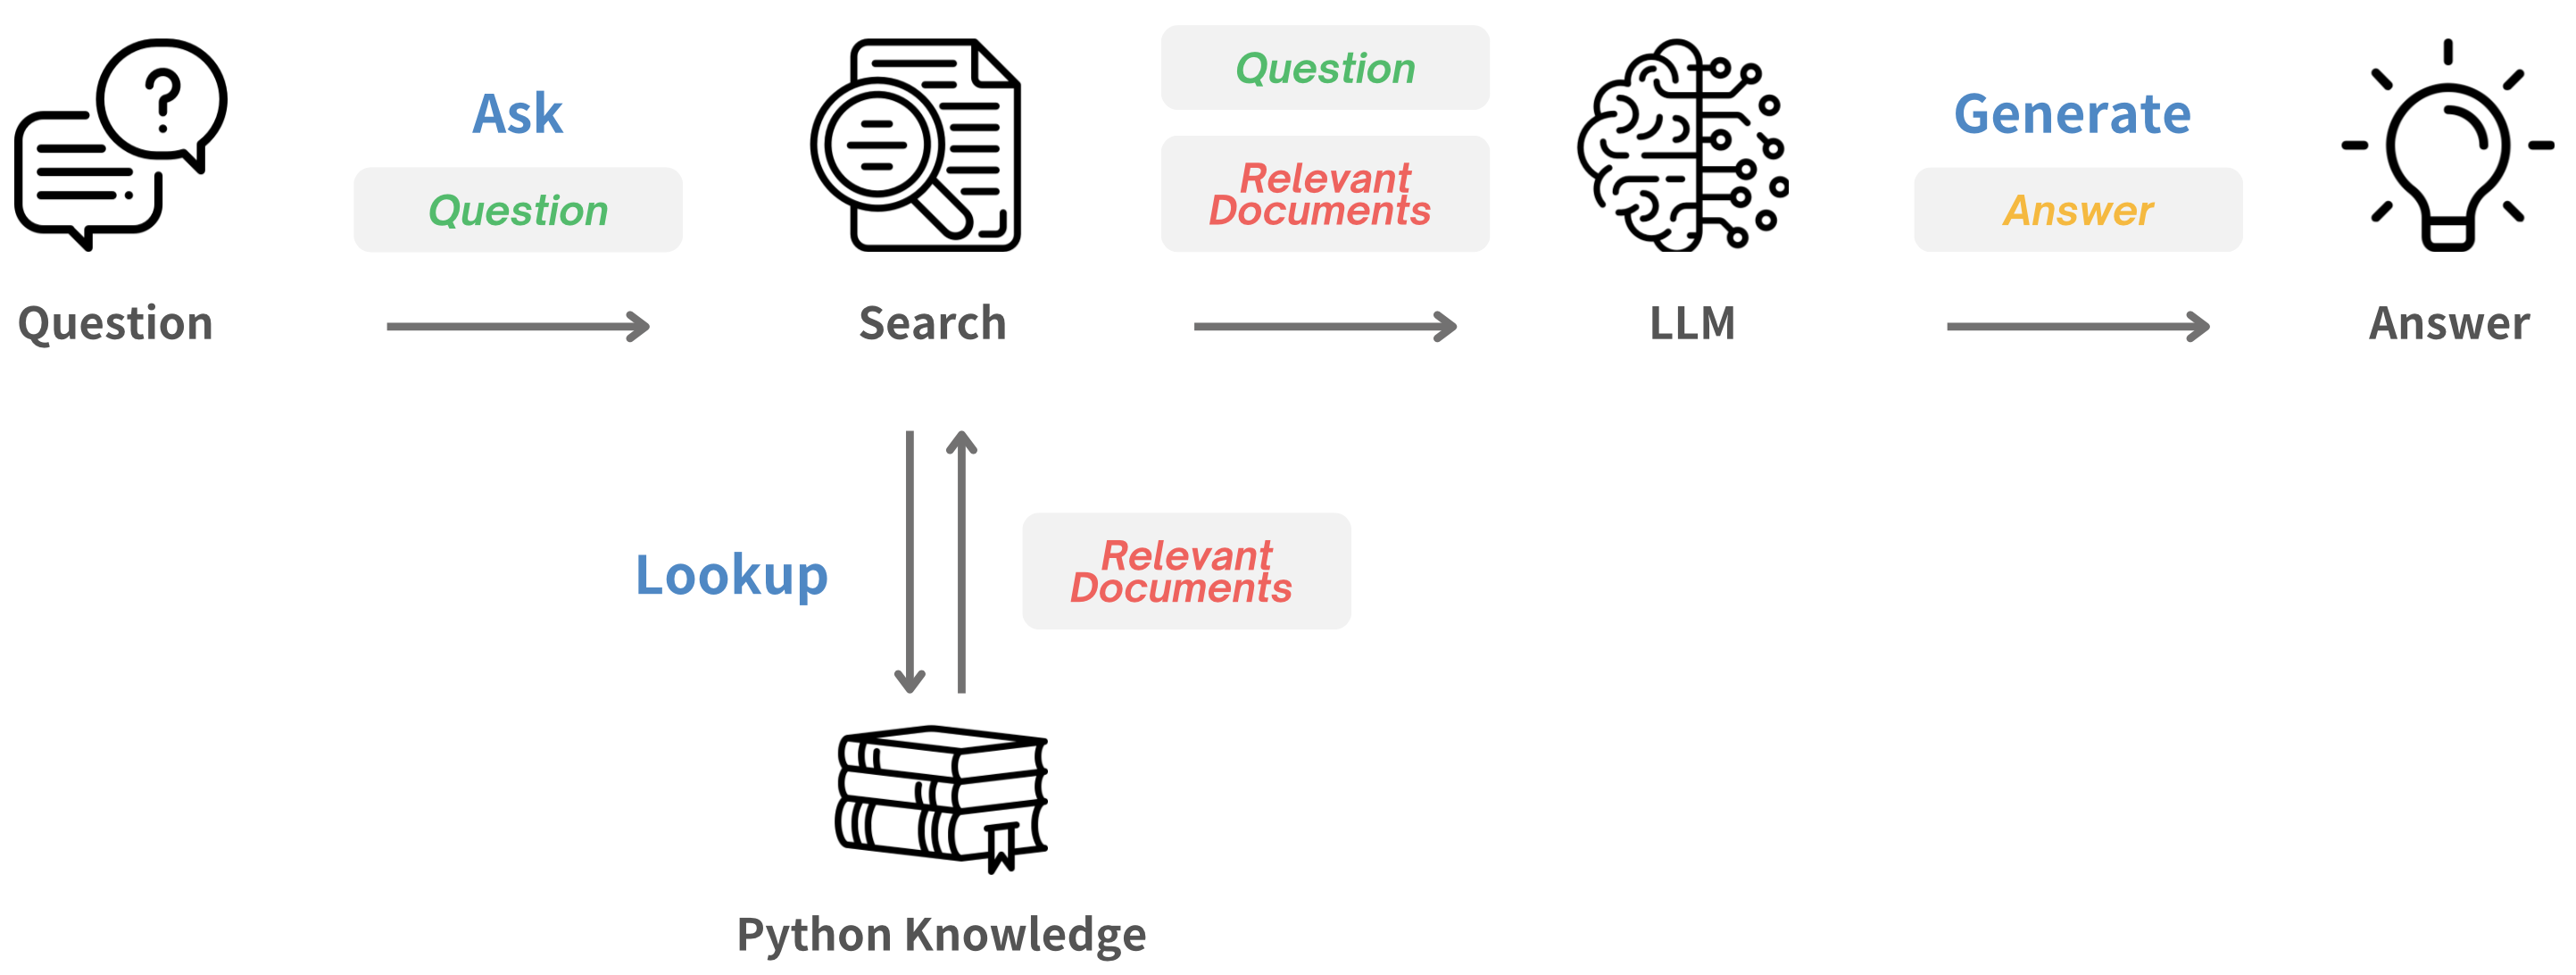 Ask
Question
Question
Relevant
Documents
Generate
Answer
Question
Search
LLM
Answer
Lookup
Relevant
Documents
Python Knowledge